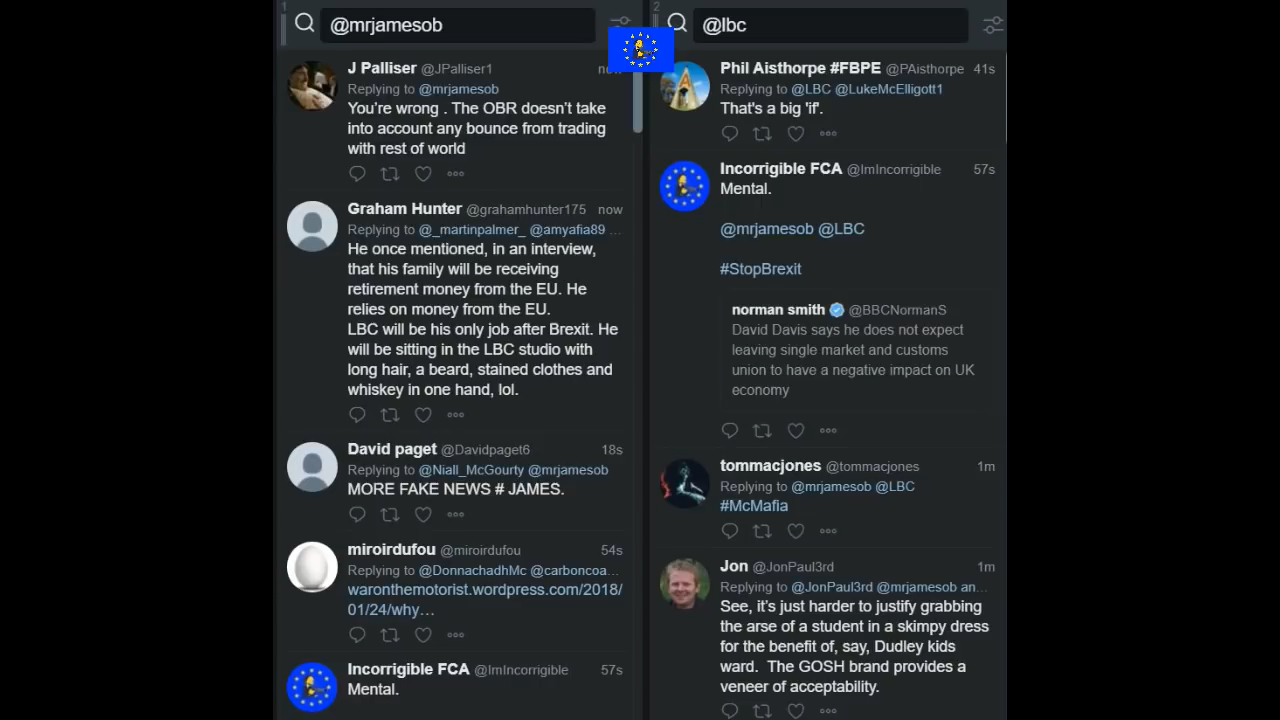 1
@mrjamesob
J Palliser @JPalliser1
Replying to @mrjamesob
You're wrong . The OBR doesn't take
into account any bounce from trading
with rest of world
Graham Hunter @grahamhunter175 now
Replying to @_martinpalmer_ @amyafia89 ...
He once mentioned, in an interview,
that his family will be receiving
retirement money from the EU. He
relies on money from the EU.
LBC will be his only job after Brexit. He
will be sitting in the LBC studio with
long hair, a beard, stained clothes and
whiskey in one hand, lol.
David paget @Davidpaget6 18s
Replying to @Niall_McGourty @mrjamesob
MORE FAKE NEWS # JAMES.
miroirdufou @miroirdufou 54s
Replying to @DonnachadhMc @carboncoa...
waronthemotorist.wordpress.com/2018/
01/24/why…
Incorrigible FCA @ImIncorrigible 57s
Mental.
2
@lbc
Phil Aisthorpe #FBPE @PAisthorpe 41s
Replying to @LBC @LukeMcElligott1
That's a big 'if'.
Incorrigible FCA @ImIncorrigible 57s
Mental.
@mrjamesob @LBC
#StopBrexit
norman smith @BBCNormanS
David Davis says he does not expect
leaving single market and customs
union to have a negative impact on UK
economy
tommacjones @tommacjones 1m
Replying to @mrjamesob @LBC
#McMafia
Jon @JonPaul3rd 1m
Replying to @JonPaul3rd @mrjamesob an...
See, it's just harder to justify grabbing
the arse of a student in a skimpy dress
for the benefit of, say, Dudley kids
ward. The GOSH brand provides a
veneer of acceptability.